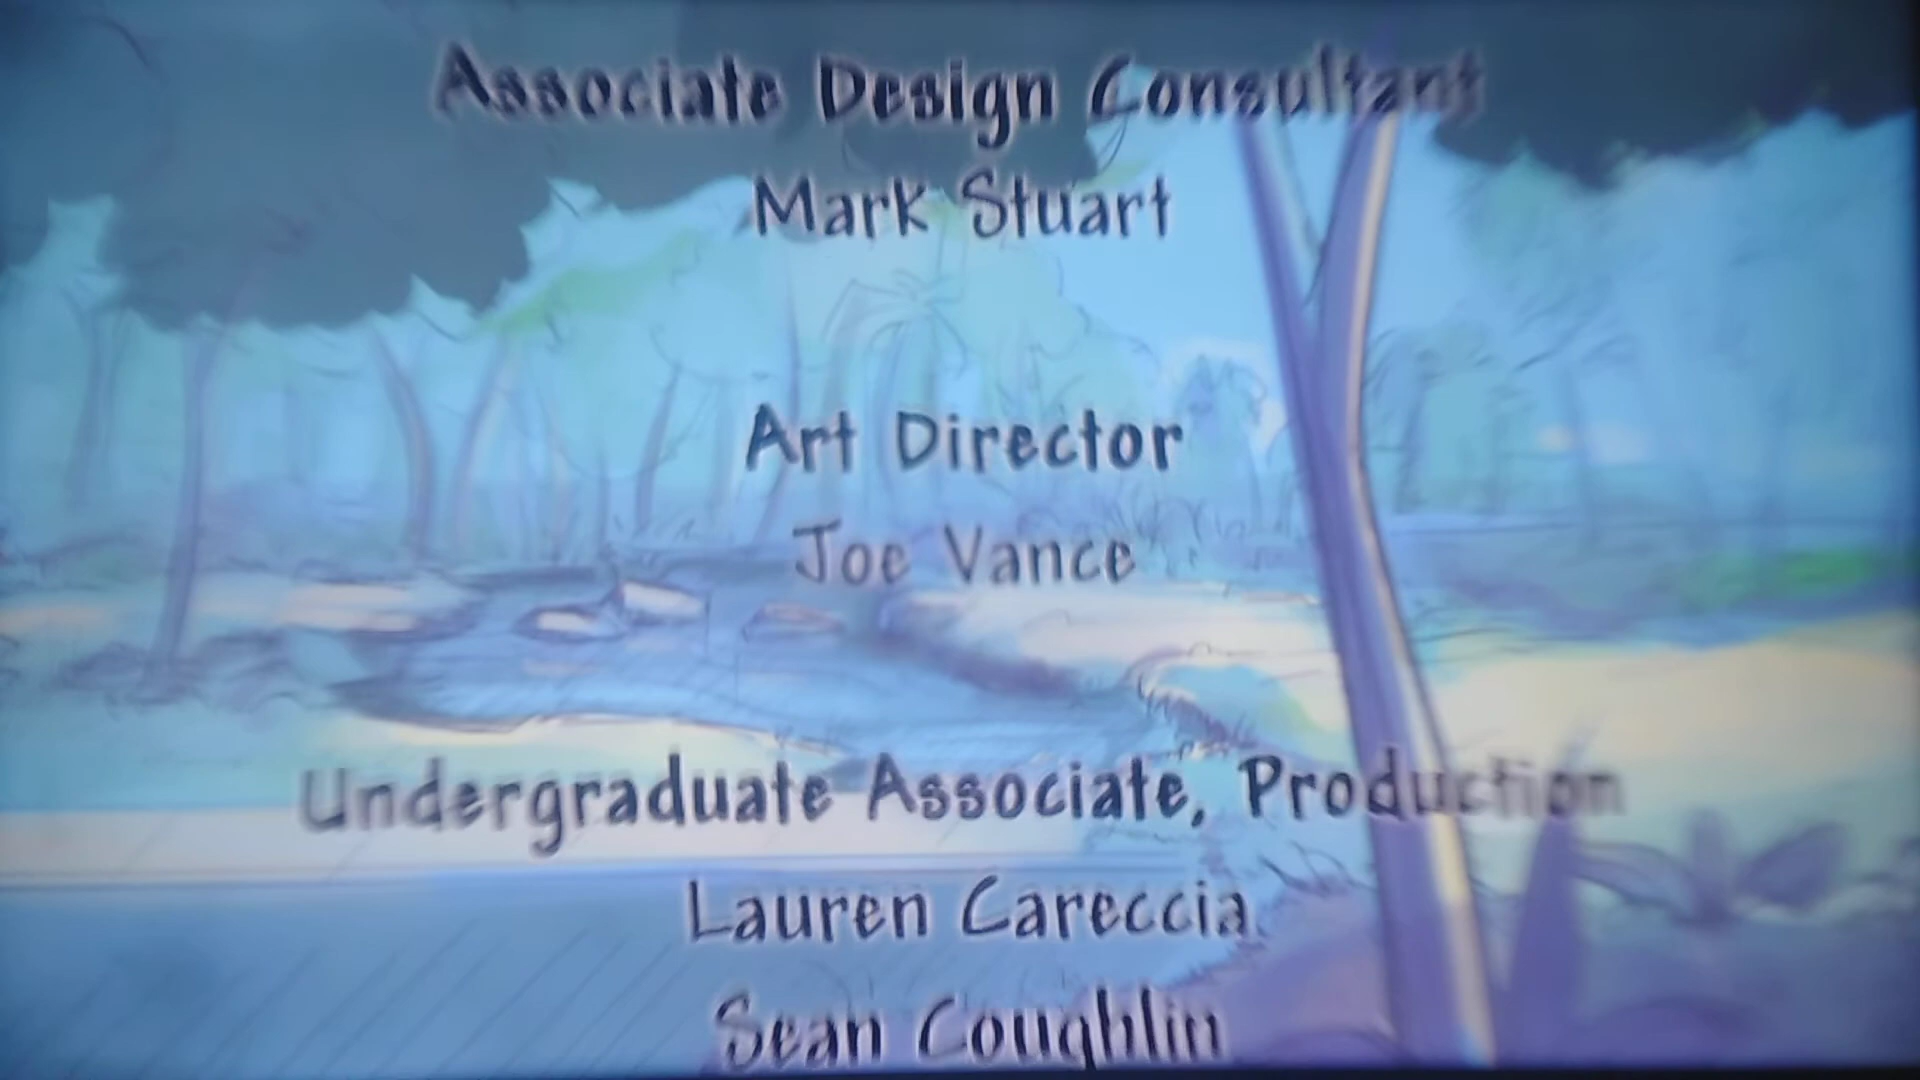 Associate Design Consultant
Mark Stuart
Art Director
Joe Vance
Undergraduate Associate, Production
Lauren Careccia
Sean Coughlin